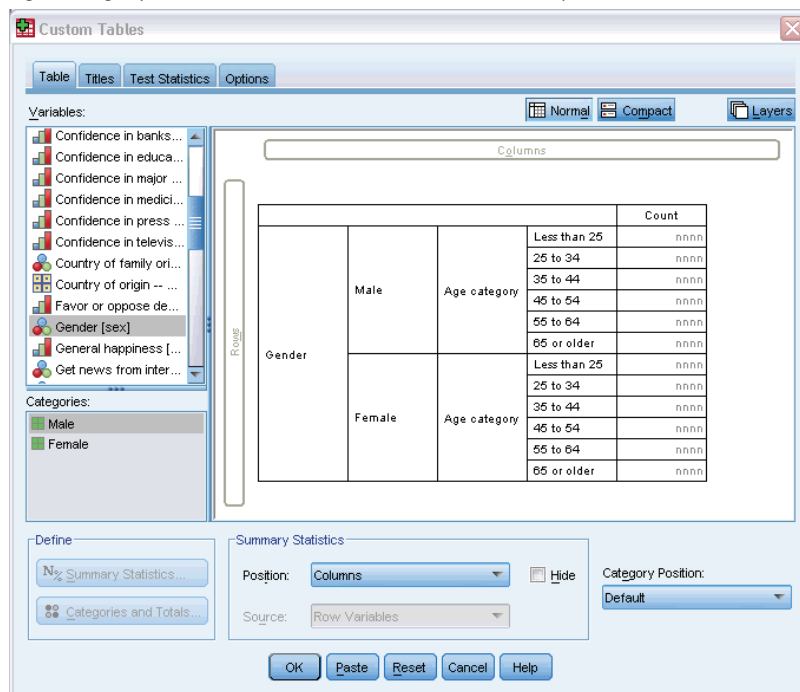 Custom Tables
Table Titles Test Statistics Options
Variables:
Normal Compact Layers
Confidence in banks...
Confidence in educa...
Confidence in major ...
Confidence in medici...
Confidence in press ...
Confidence in televis...
Country of family ori...
Country of origin -- ...
Favor or oppose de...
Gender [sex]
General happiness [...
Get news from inter...
Categories:
Male
Female
Columns
Rows
Count
Gender
Male
Age category
Less than 25 nnnn
25 to 34 nnnn
35 to 44 nnnn
45 to 54 nnnn
55 to 64 nnnn
65 or older nnnn
Female
Age category
Less than 25 nnnn
25 to 34 nnnn
35 to 44 nnnn
45 to 54 nnnn
55 to 64 nnnn
65 or older nnnn
Define
N% Summary Statistics...
Categories and Totals...
Summary Statistics
Position: Columns Hide
Source: Row Variables
Category Position:
Default
OK Paste Reset Cancel Help